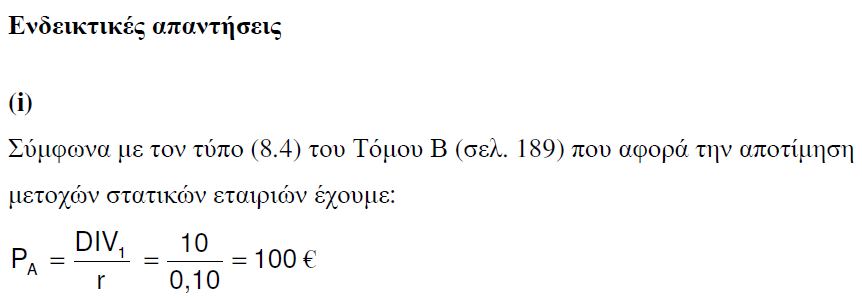 Ενδεικτικές απαντήσεις
(i)
Σύμφωνα με τον τύπο (8.4) του Τόμου Β (σελ. 189) που αφορά την αποτίμηση
μετοχών στατικών εταιριών έχουμε:
P_A = DIV_1 / r = 10 / 0,10 = 100 €